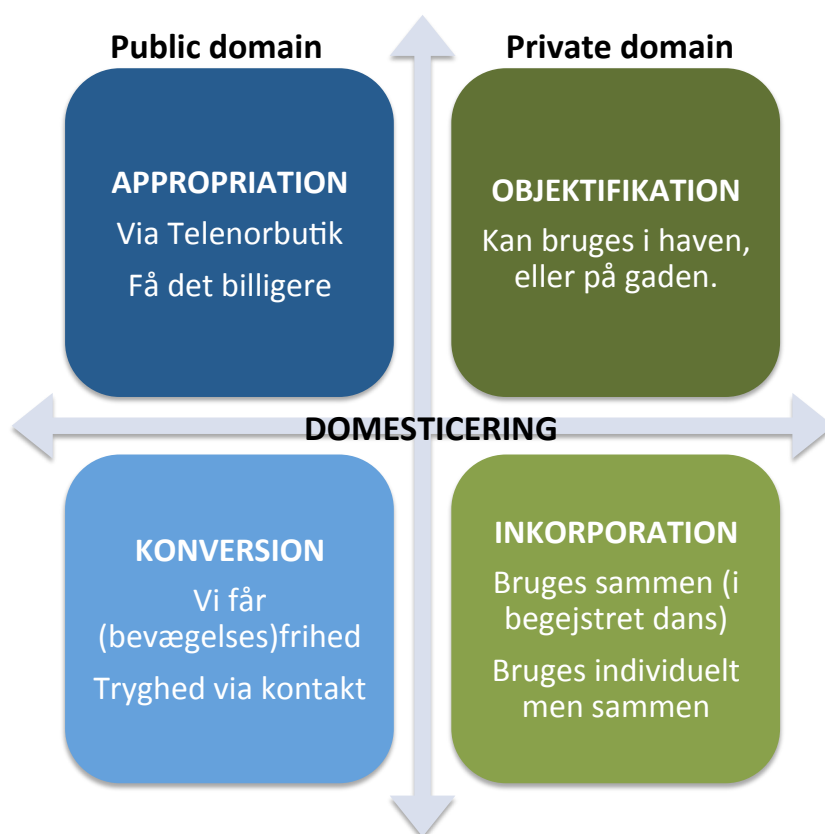 Public domain
Private domain
APPROPRIATION
Via Telenorbutik
Få det billigere
OBJEKTIFIKATION
Kan bruges i haven,
eller på gaden.
DOMESTICERING
KONVERSION
Vi får
(bevægelses)frihed
Tryghed via kontakt
INKORPORATION
Bruges sammen (i
begejstret dans)
Bruges individuelt
men sammen